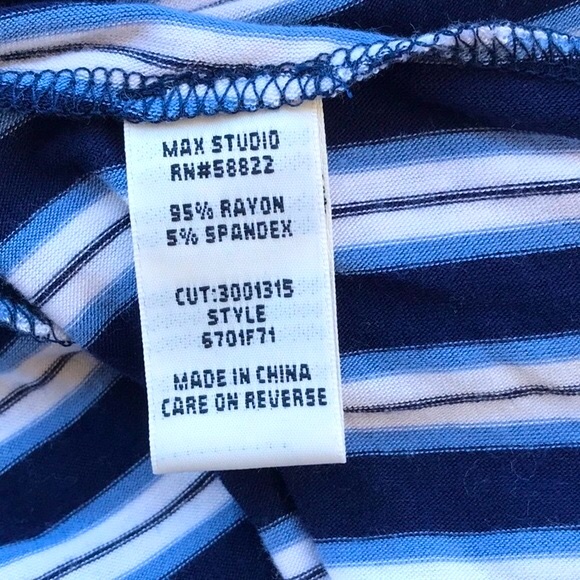 MAX STUDIO
RN#58822
95% RAYON
5% SPANDEX
CUT:3001315
STYLE
6701F71
MADE IN CHINA
CARE ON REVERSE